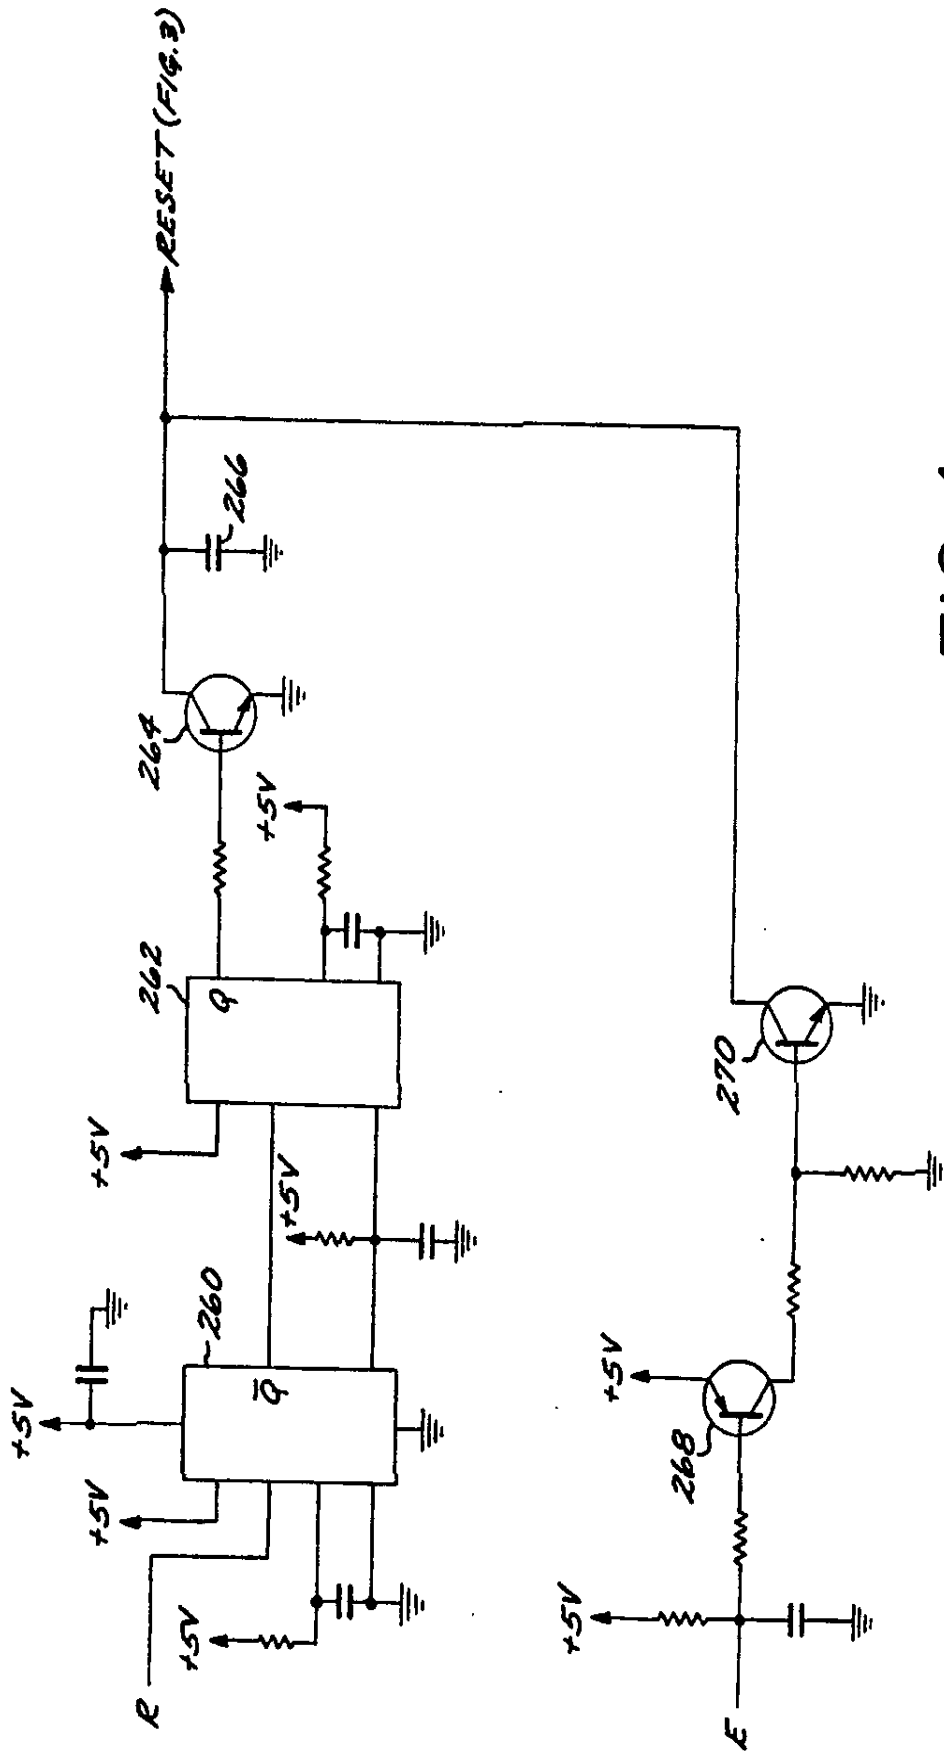 RESET (FIG. 3)
+5V
+5V
+5V
260
Q̅
R
+5V
+5V
262
Q
+5V
264
266
+5V
+5V
268
270
E